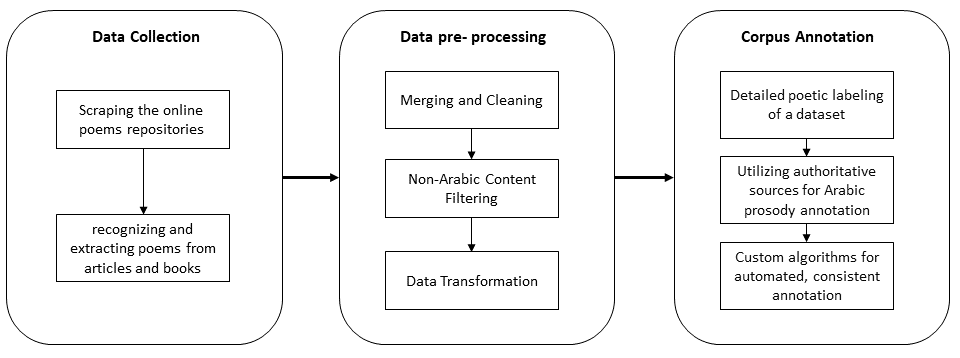 Data Collection
Scraping the online
poems repositories
recognizing and
extracting poems from
articles and books
Data pre- processing
Merging and Cleaning
Non-Arabic Content
Filtering
Data Transformation
Corpus Annotation
Detailed poetic labeling
of a dataset
Utilizing authoritative
sources for Arabic
prosody annotation
Custom algorithms for
automated, consistent
annotation